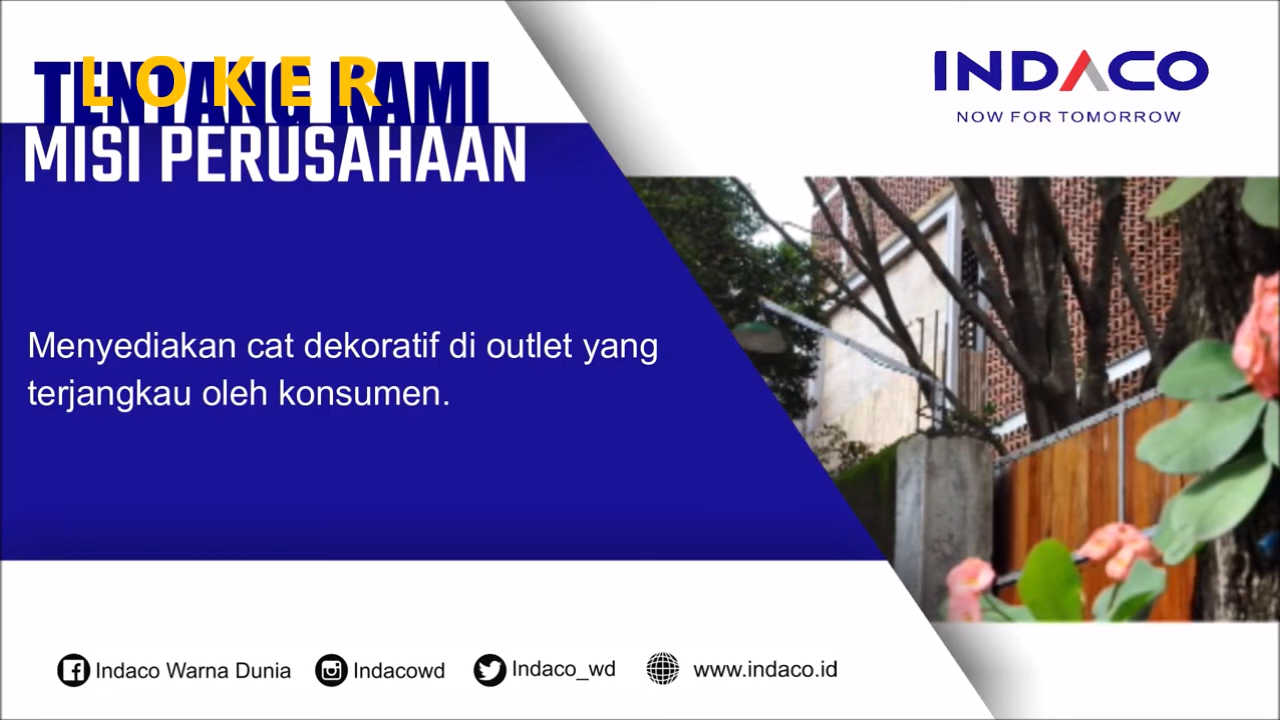 INDACO
NOW FOR TOMORROW
LOKER
TENTANG KAMI
MISI PERUSAHAAN
Menyediakan cat dekoratif di outlet yang
terjangkau oleh konsumen.
Indaco Warna Dunia Indacowd Indaco_wd www.indaco.id